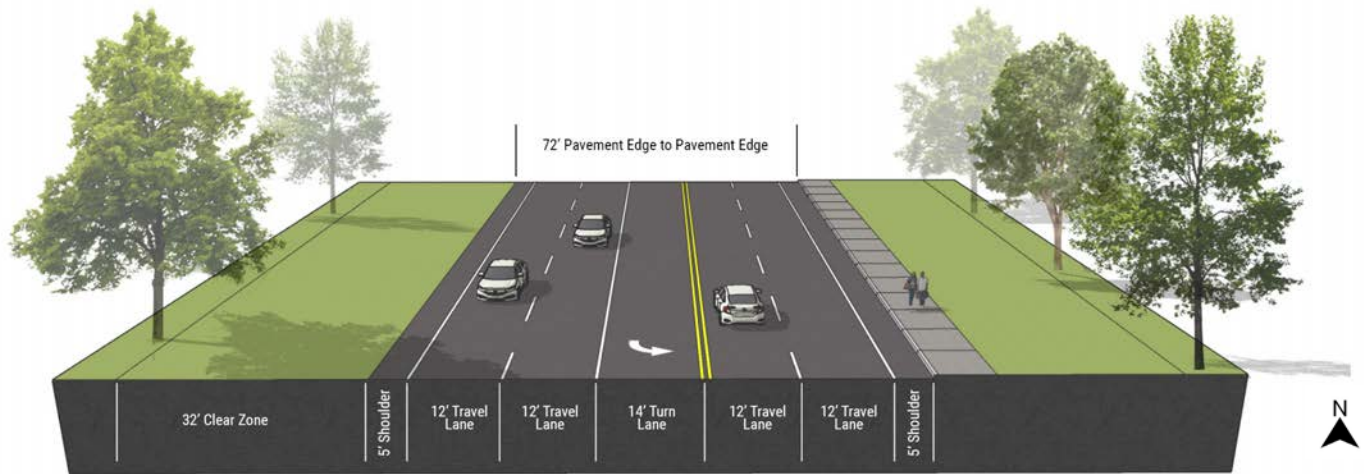 72' Pavement Edge to Pavement Edge
32' Clear Zone
5' Shoulder
12' Travel
Lane
12' Travel
Lane
14' Turn
Lane
12' Travel
Lane
12' Travel
Lane
5' Shoulder
N